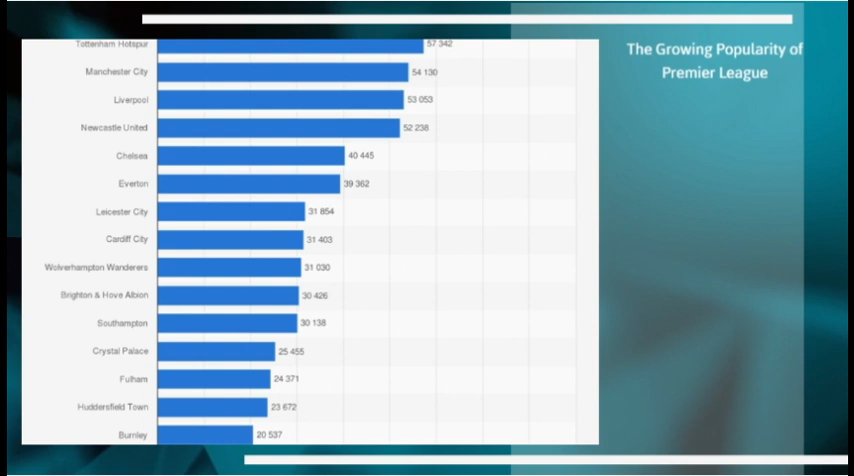 Tottenham Hotspur 57 342
Manchester City 54 130
Liverpool 53 053
Newcastle United 52 238
Chelsea 40 445
Everton 39 362
Leicester City 31 854
Cardiff City 31 403
Wolverhampton Wanderers 31 030
Brighton & Hove Albion 30 426
Southampton 30 138
Crystal Palace 25 455
Fulham 24 371
Huddersfield Town 23 672
Burnley 20 537
The Growing Popularity of
Premier League